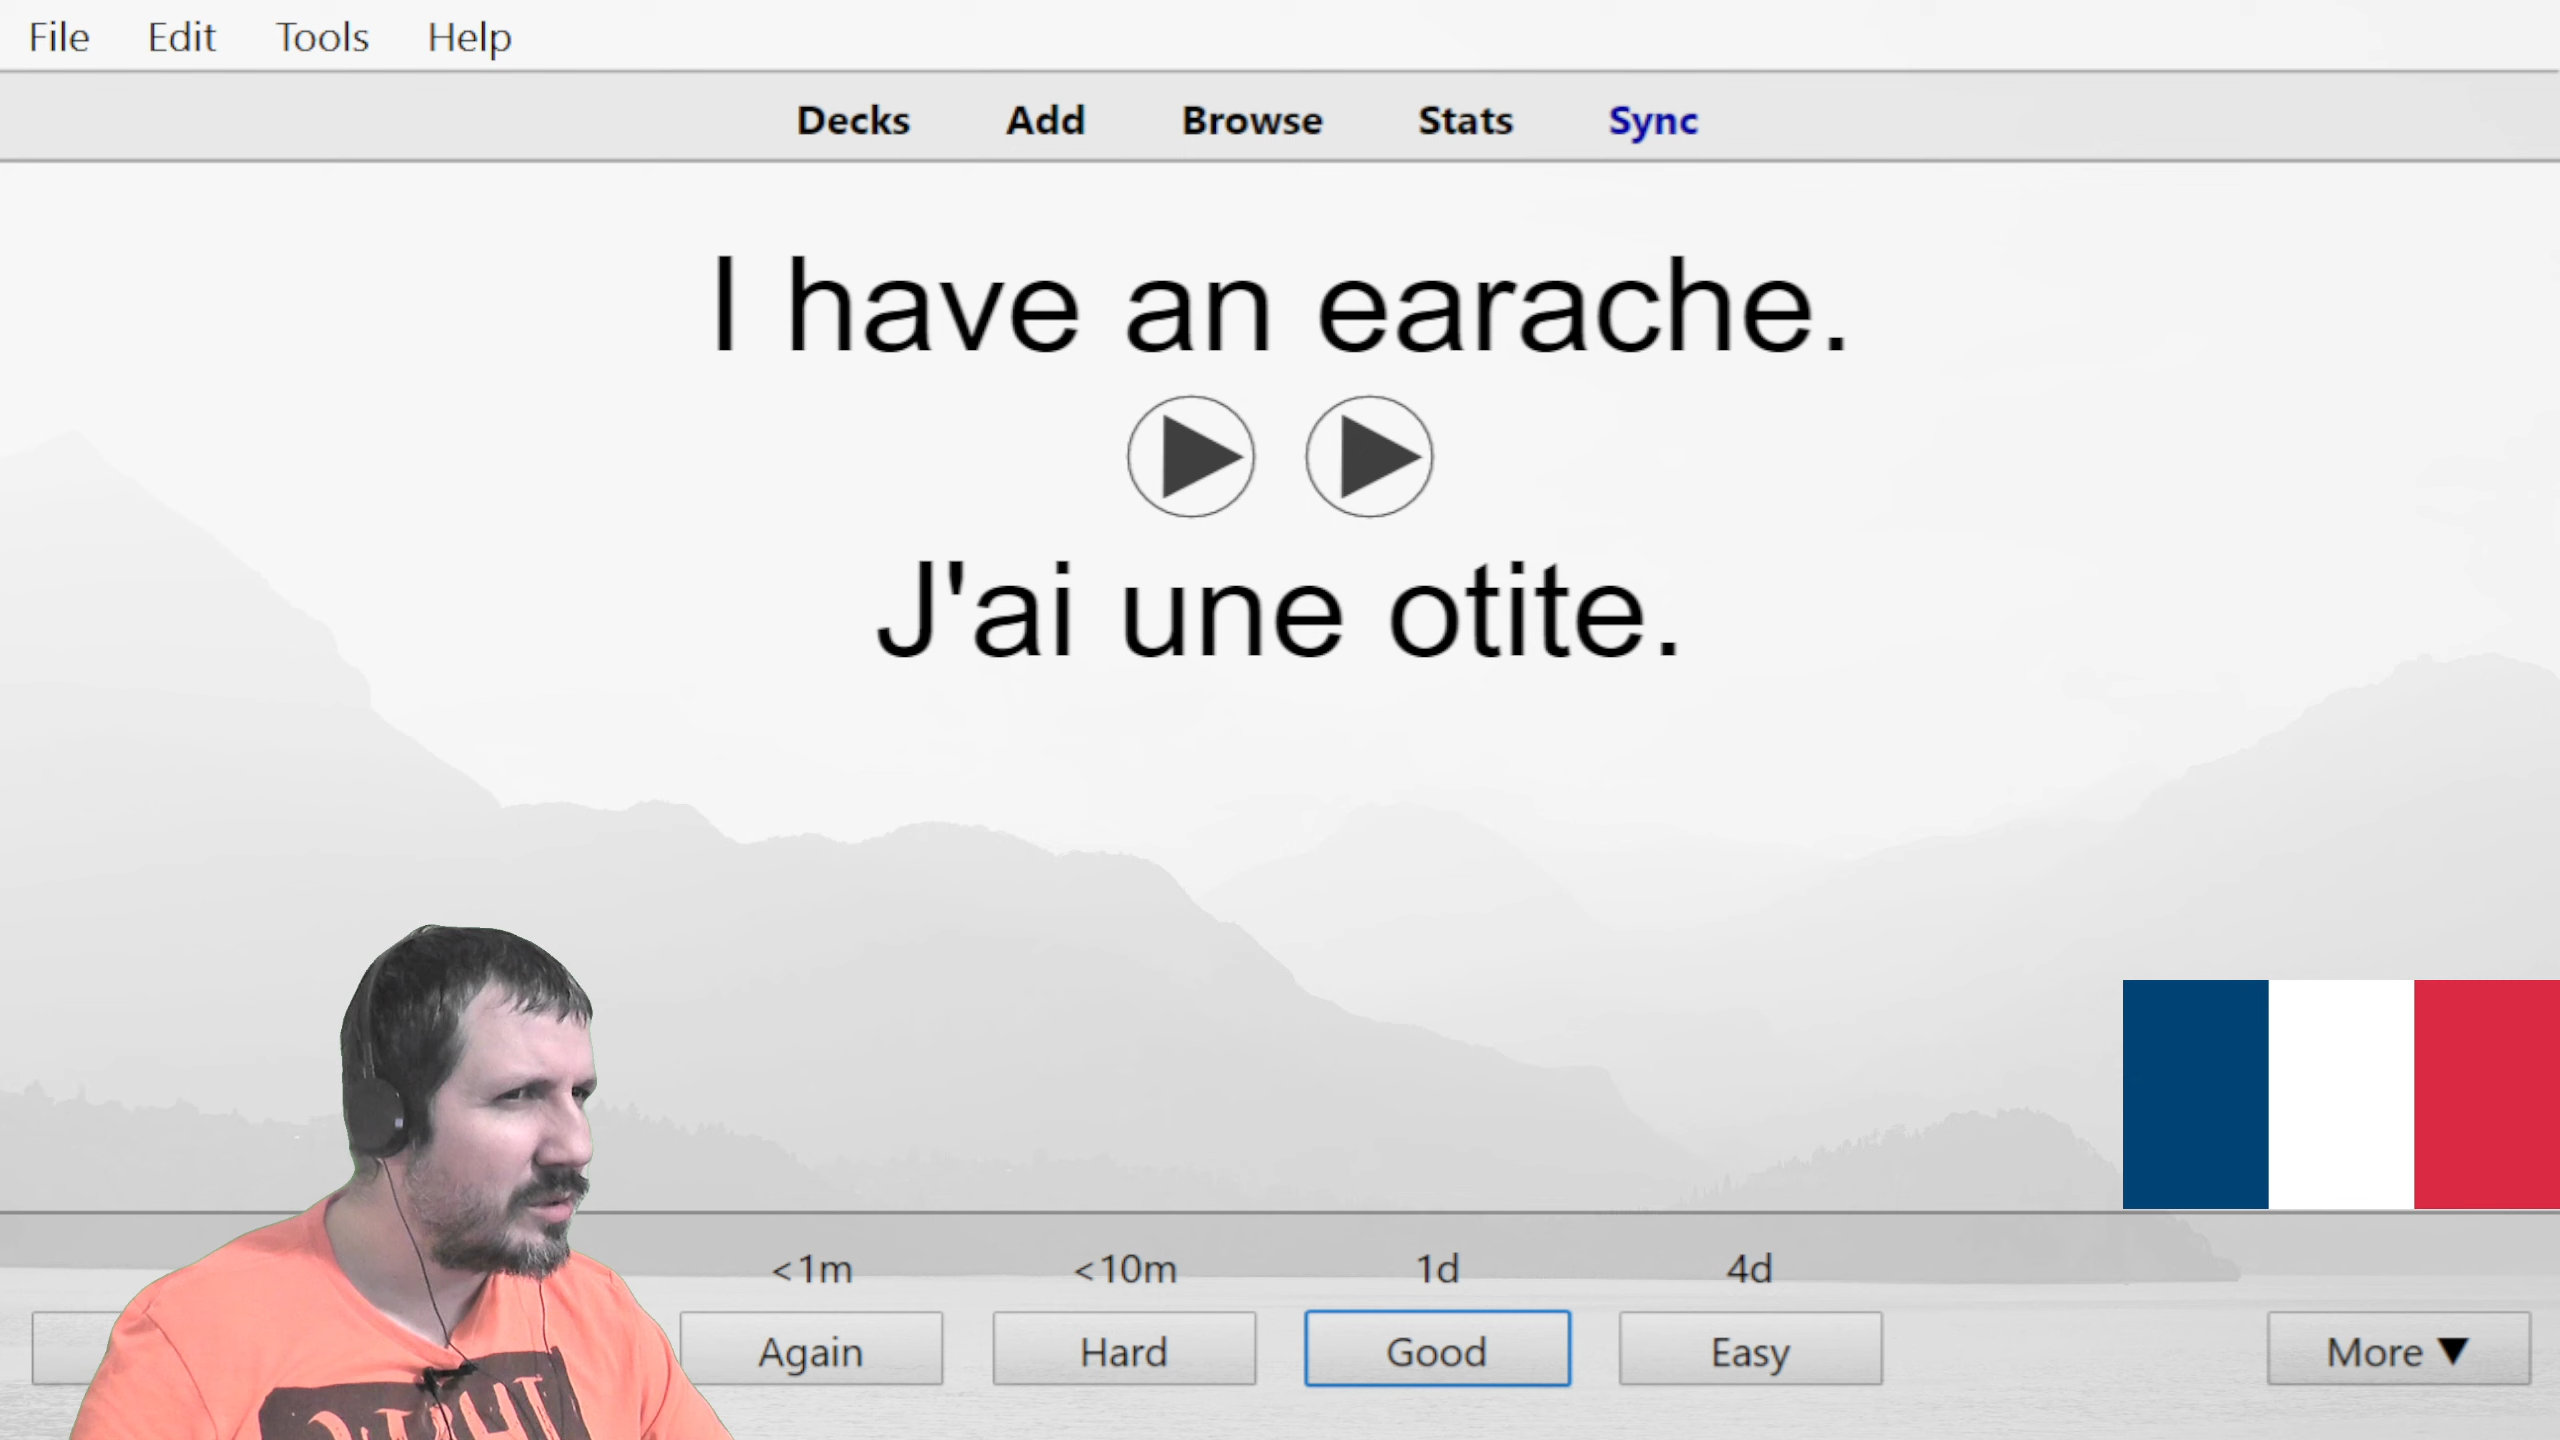 File Edit Tools Help
Decks Add Browse Stats Sync
I have an earache.
J'ai une otite.
<1m <10m 1d 4d
Again Hard Good Easy More ▼